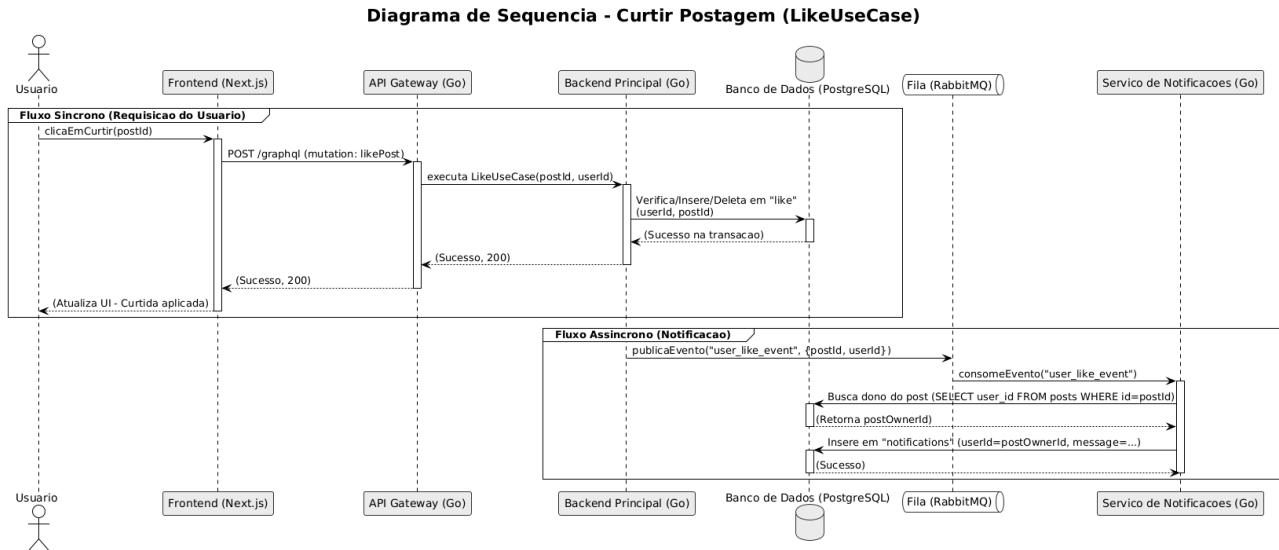 Diagrama de Sequencia - Curtir Postagem (LikeUseCase)
Usuario
Frontend (Next.js)
API Gateway (Go)
Backend Principal (Go)
Banco de Dados (PostgreSQL)
Fila (RabbitMQ)
Servico de Notificacoes (Go)
Fluxo Sincrono (Requisicao do Usuario)
clicaEmCurtir(postId)
POST /graphql (mutation: likePost)
executa LikeUseCase(postId, userId)
Verifica/Insere/Deleta em "like"
(userId, postId)
(Sucesso na transacao)
(Sucesso, 200)
(Sucesso, 200)
(Atualiza UI - Curtida aplicada)
Fluxo Assincrono (Notificacao)
publicaEvento("user_like_event", {postId, userId})
consomeEvento("user_like_event")
Busca dono do post (SELECT user_id FROM posts WHERE id=postId)
(Retorna postOwnerId)
Insere em "notifications" (userId=postOwnerId, message=...)
(Sucesso)
Usuario
Frontend (Next.js)
API Gateway (Go)
Backend Principal (Go)
Banco de Dados (PostgreSQL)
Fila (RabbitMQ)
Servico de Notificacoes (Go)